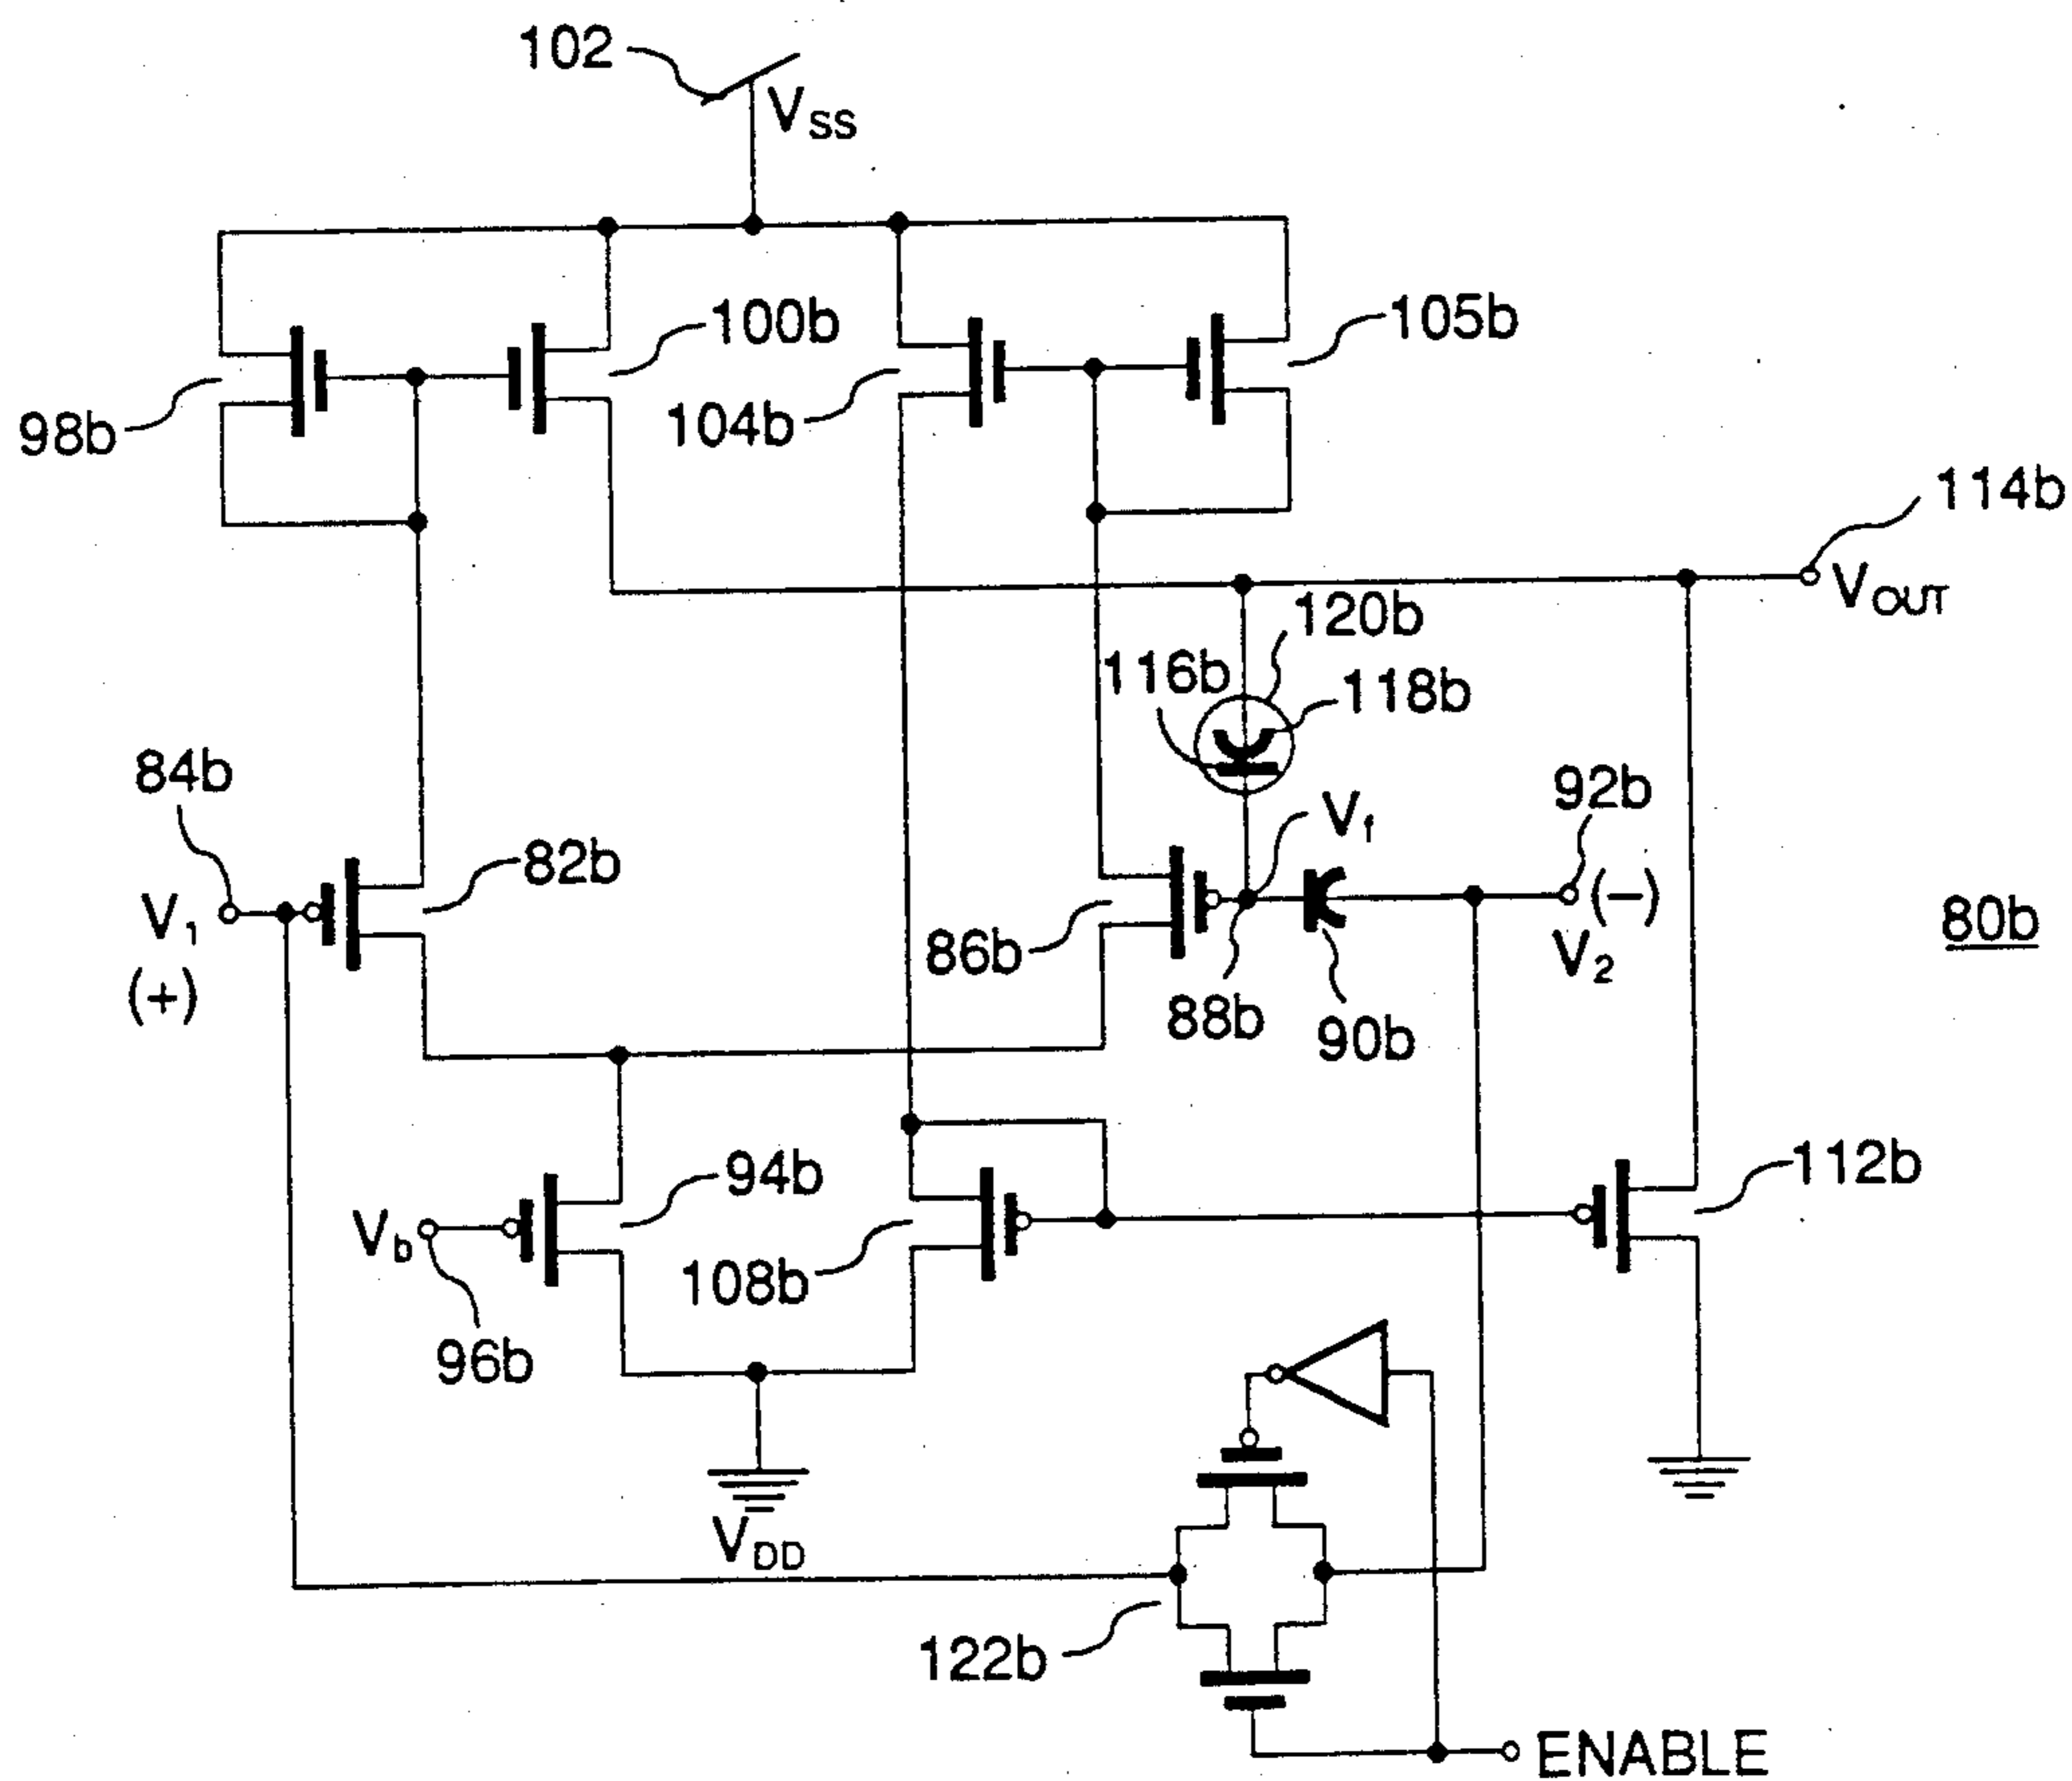 102
VSS
100b
105b
98b
104b
114b
VOUT
120b
116b
118b
84b
92b
Vf
82b
V1
(+)
(−)
80b
86b
V2
88b
90b
94b
112b
Vb
108b
96b
VDD
122b
ENABLE